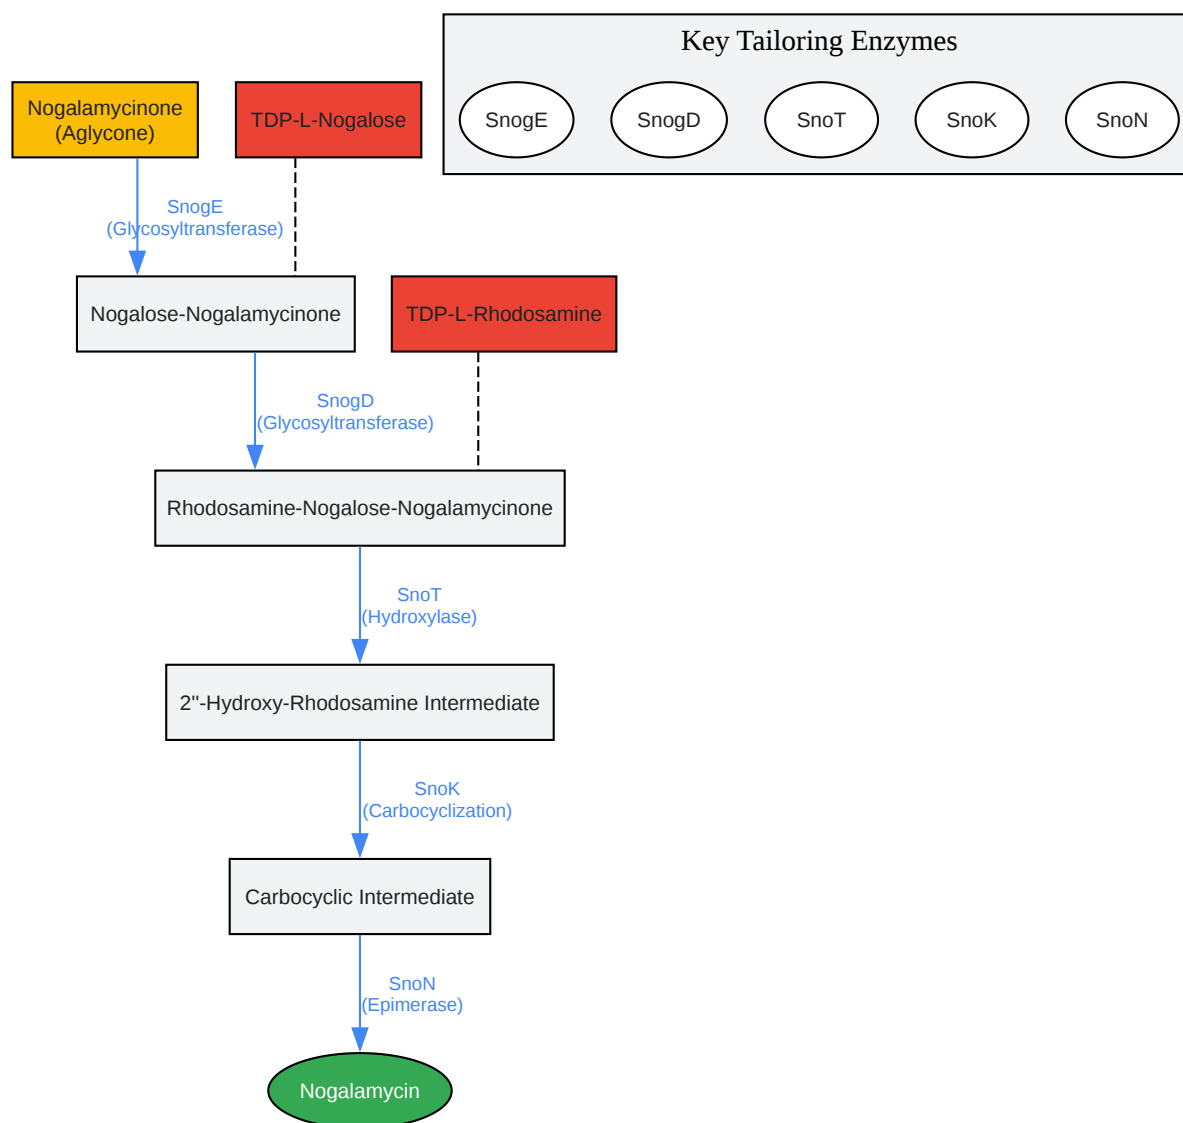 Key Tailoring Enzymes
Nogalamycinone
(Aglycone)
TDP-L-Nogalose
SnogE
SnogD
SnoT
SnoK
SnoN
SnogE
(Glycosyltransferase)
Nogalose-Nogalamycinone
TDP-L-Rhodosamine
SnogD
(Glycosyltransferase)
Rhodosamine-Nogalose-Nogalamycinone
SnoT
(Hydroxylase)
2''-Hydroxy-Rhodosamine Intermediate
SnoK
(Carbocyclization)
Carbocyclic Intermediate
SnoN
(Epimerase)
Nogalamycin